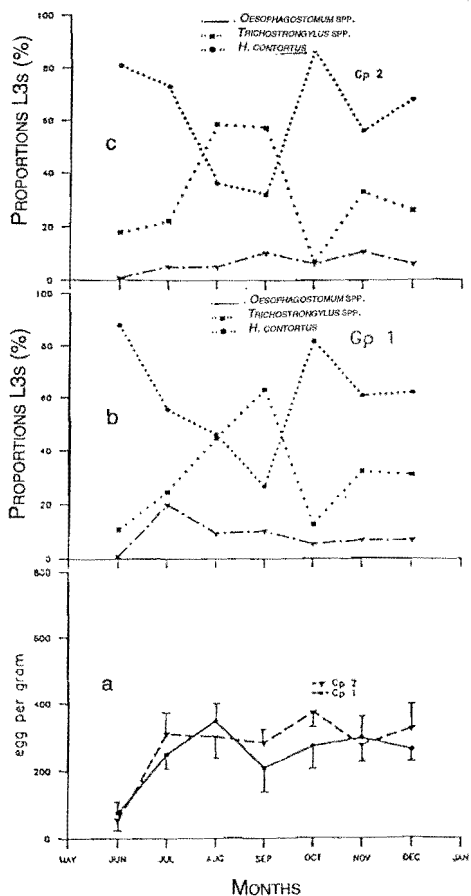 OESOPHAGOSTOMUM SPP.
TRICHOSTRONGYLUS SPP.
H. CONTORTUS
PROPORTIONS L3S (%)
100
80
60
40
20
0
c
Gp 2
OESOPHAGOSTOMUM SPP.
TRICHOSTRONGYLUS SPP.
H. CONTORTUS
PROPORTIONS L3S (%)
100
80
60
40
20
0
b
Gp 1
egg per gram
800
600
400
200
0
a
Gp 2
Gp 1
MAY JUN JUL AUG SEP OCT NOV DEC JAN
MONTHS